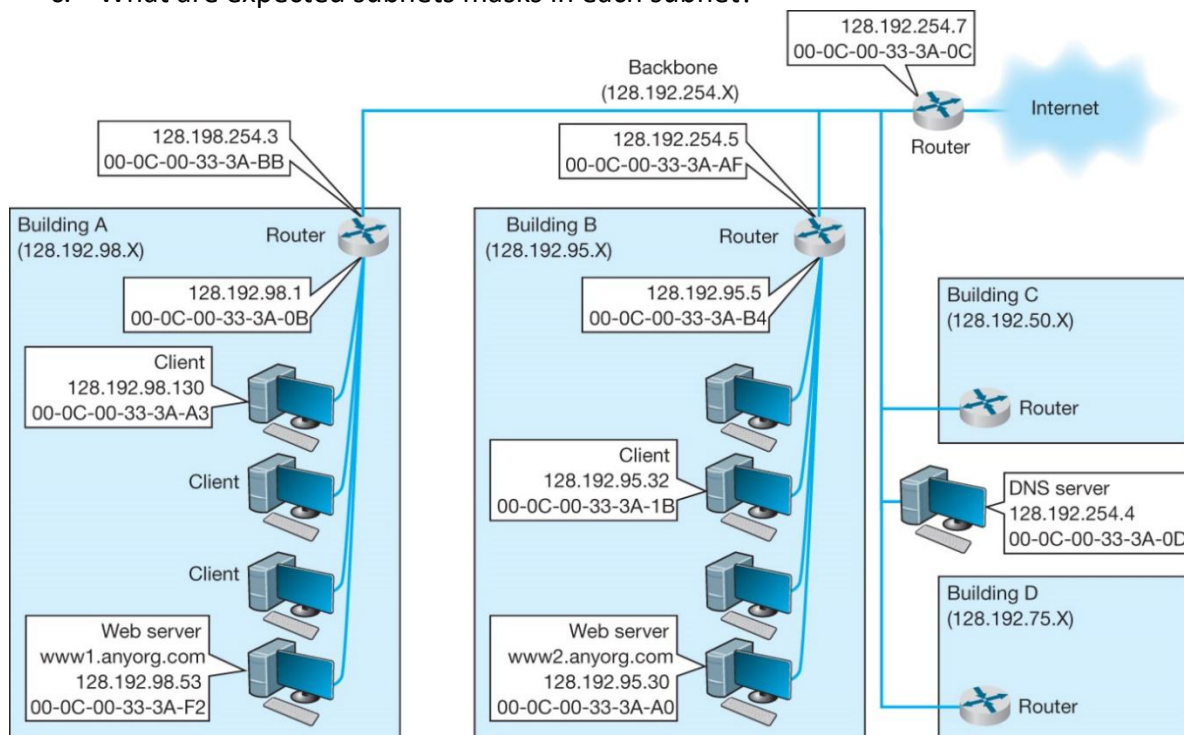 c. What are expected subnets masks in each subnet?
128.192.254.7
00-0C-00-33-3A-0C
Backbone
(128.192.254.X)
Internet
Router
128.198.254.3
00-0C-00-33-3A-BB
128.192.254.5
00-0C-00-33-3A-AF
Building A
(128.192.98.X)
Router
Building B
(128.192.95.X)
Router
128.192.98.1
00-0C-00-33-3A-0B
128.192.95.5
00-0C-00-33-3A-B4
Building C
(128.192.50.X)
Router
Client
128.192.98.130
00-0C-00-33-3A-A3
Client
Client
128.192.95.32
00-0C-00-33-3A-1B
DNS server
128.192.254.4
00-0C-00-33-3A-0D
Client
Building D
(128.192.75.X)
Router
Web server
www1.anyorg.com
128.192.98.53
00-0C-00-33-3A-F2
Web server
www2.anyorg.com
128.192.95.30
00-0C-00-33-3A-A0